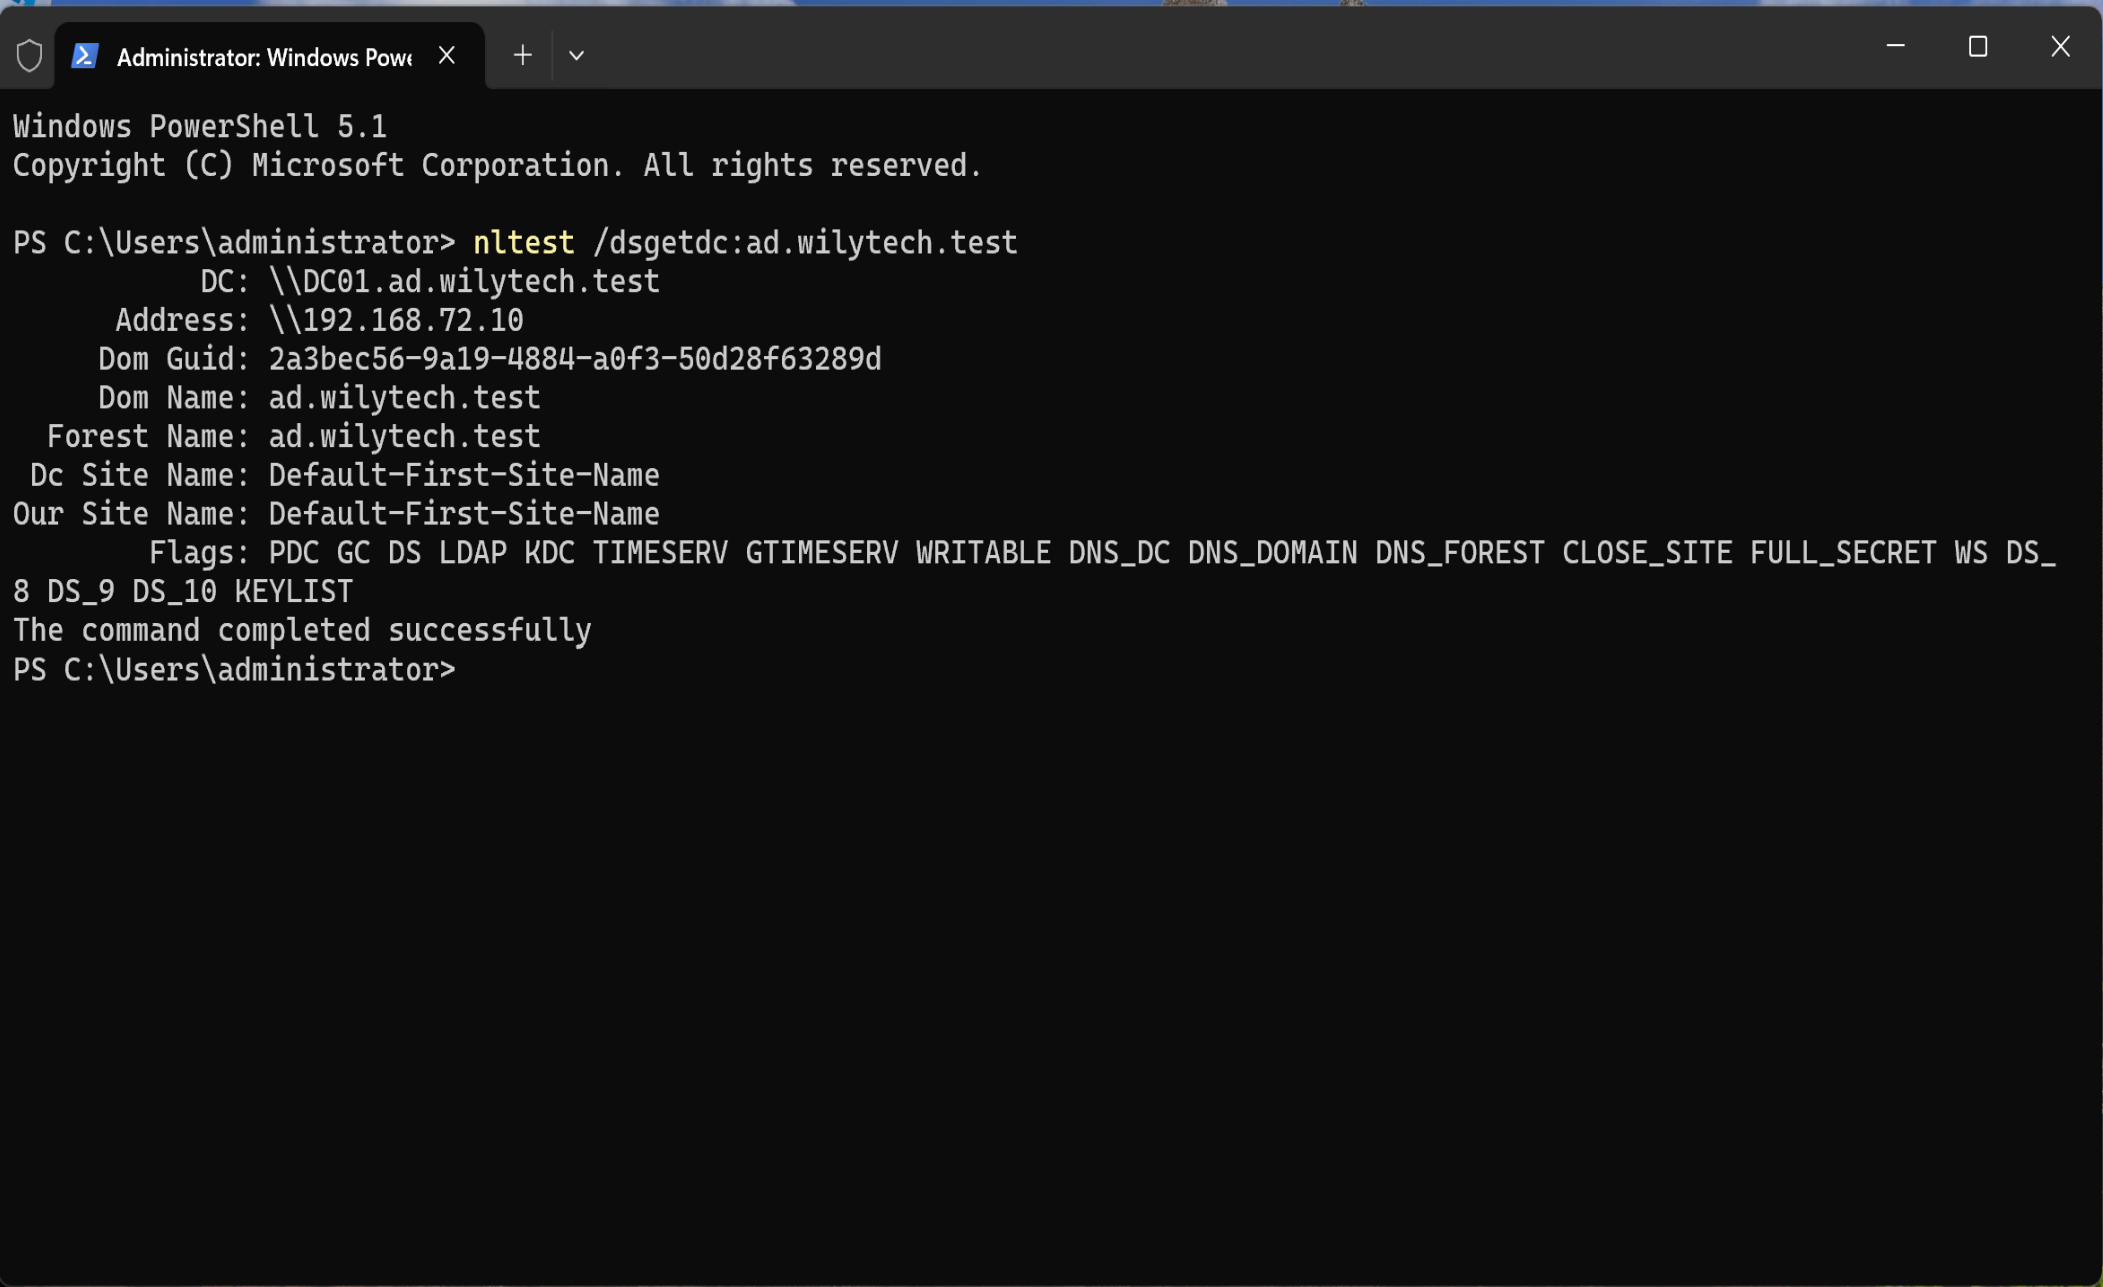 Administrator: Windows Powe
Windows PowerShell 5.1
Copyright (C) Microsoft Corporation. All rights reserved.
PS C:\Users\administrator> nltest /dsgetdc:ad.wilytech.test
DC: \\DC01.ad.wilytech.test
Address: \\192.168.72.10
Dom Guid: 2a3bec56-9a19-4884-a0f3-50d28f63289d
Dom Name: ad.wilytech.test
Forest Name: ad.wilytech.test
Dc Site Name: Default-First-Site-Name
Our Site Name: Default-First-Site-Name
Flags: PDC GC DS LDAP KDC TIMESERV GTIMESERV WRITABLE DNS_DC DNS_DOMAIN DNS_FOREST CLOSE_SITE FULL_SECRET WS DS_
8 DS_9 DS_10 KEYLIST
The command completed successfully
PS C:\Users\administrator>